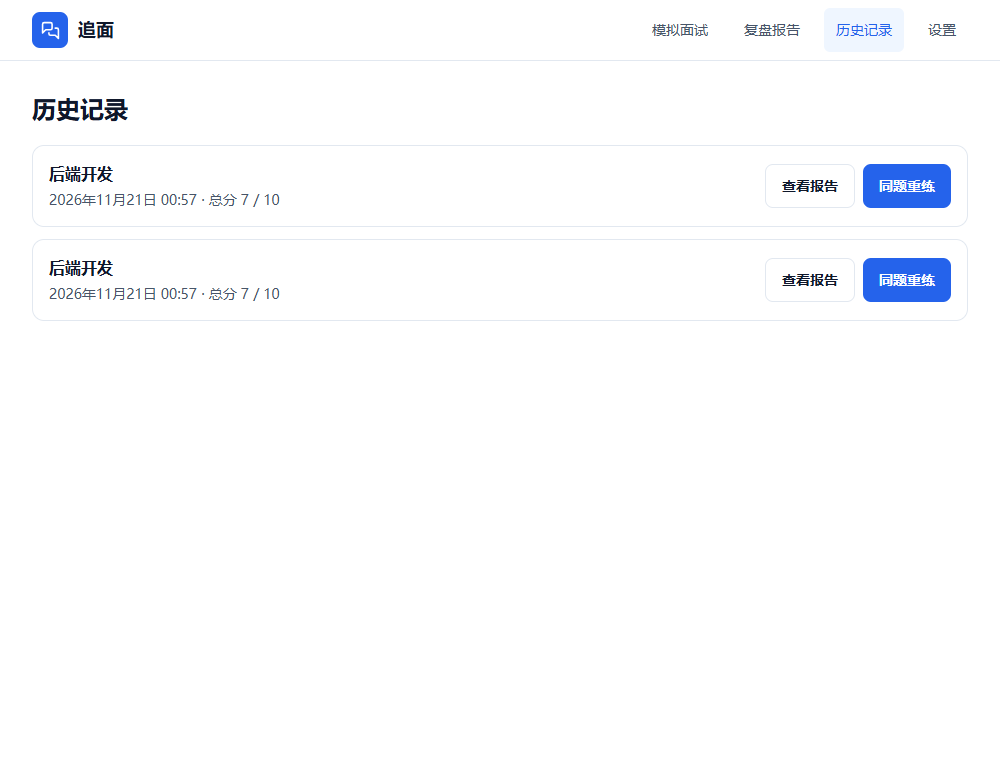 追面
模拟面试 复盘报告 历史记录 设置
历史记录
后端开发
2026年11月21日 00:57 · 总分 7 / 10
查看报告 同题重练
后端开发
2026年11月21日 00:57 · 总分 7 / 10
查看报告 同题重练